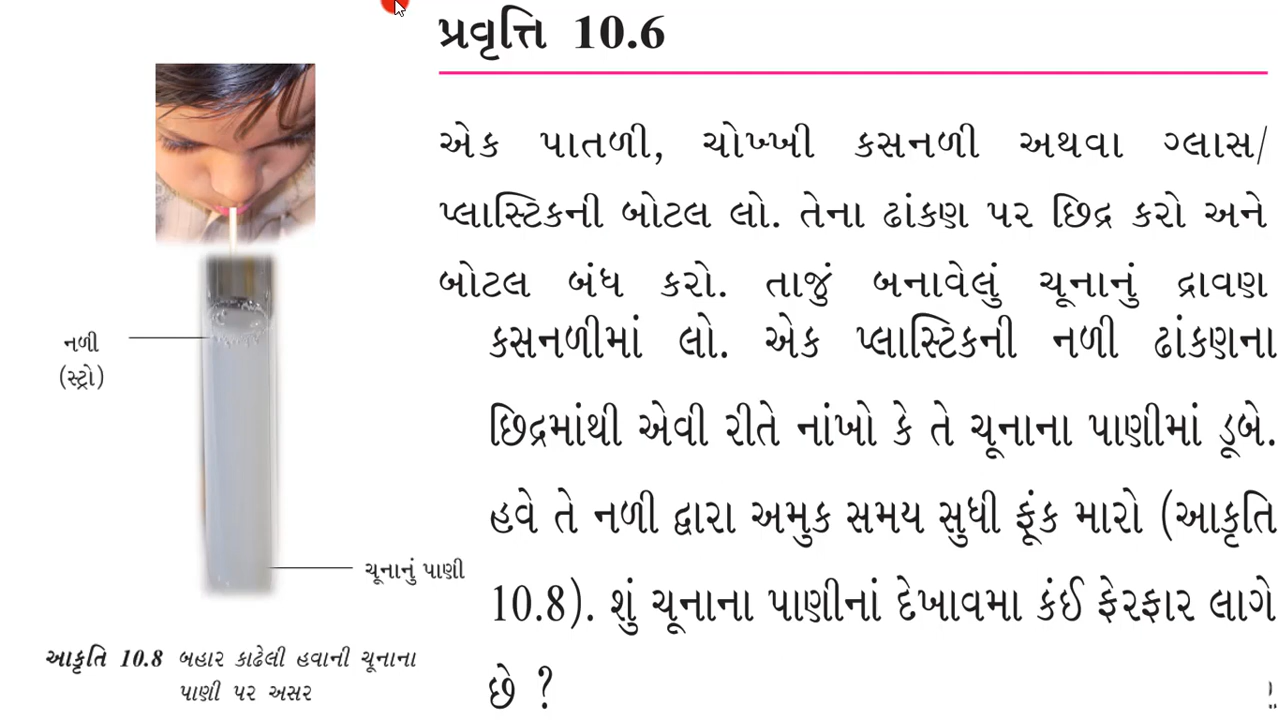 પ્રવૃત્તિ 10.6
એક પાતળી, ચોખ્ખી કસનળી અથવા ગ્લાસ/
પ્લાસ્ટિકની બોટલ લો. તેના ઢાંકણ પર છિદ્ર કરો અને
બોટલ બંધ કરો. તાજું બનાવેલું ચૂનાનું દ્રાવણ
કસનળીમાં લો. એક પ્લાસ્ટિકની નળી ઢાંકણના
છિદ્રમાંથી એવી રીતે નાંખો કે તે ચૂનાના પાણીમાં ડૂબે.
હવે તે નળી દ્વારા અમુક સમય સુધી ફૂંક મારો (આકૃતિ
10.8). શું ચૂનાના પાણીનાં દેખાવમા કંઈ ફેરફાર લાગે
છે ?
નળી
(સ્ટ્રો)
ચૂનાનું પાણી
આકૃતિ 10.8 બહાર કાઢેલી હવાની ચૂનાના
પાણી પર અસર